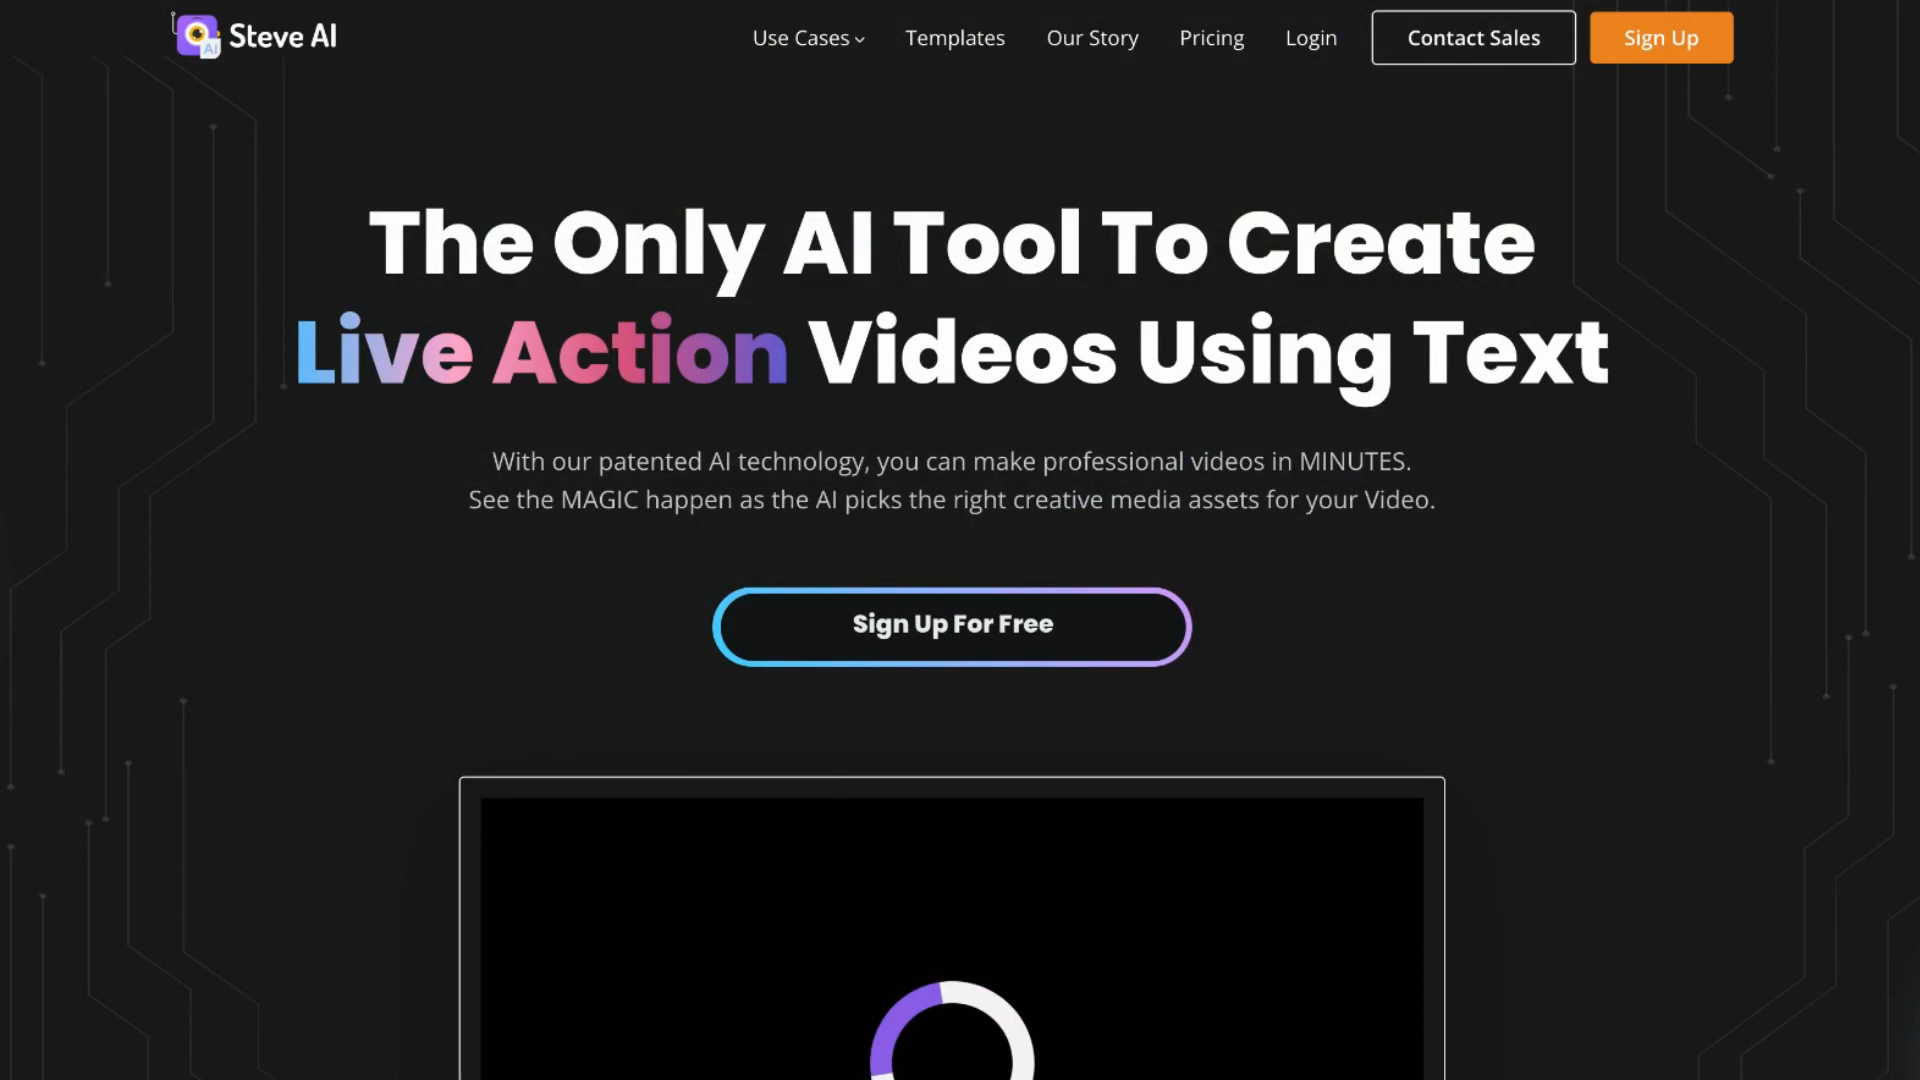 AI
Steve AI
Use Cases
Templates
Our Story
Pricing
Login
Contact Sales
Sign Up
The Only AI Tool To Create
Live Action Videos Using Text
With our patented AI technology, you can make professional videos in MINUTES.
See the MAGIC happen as the AI picks the right creative media assets for your Video.
Sign Up For Free